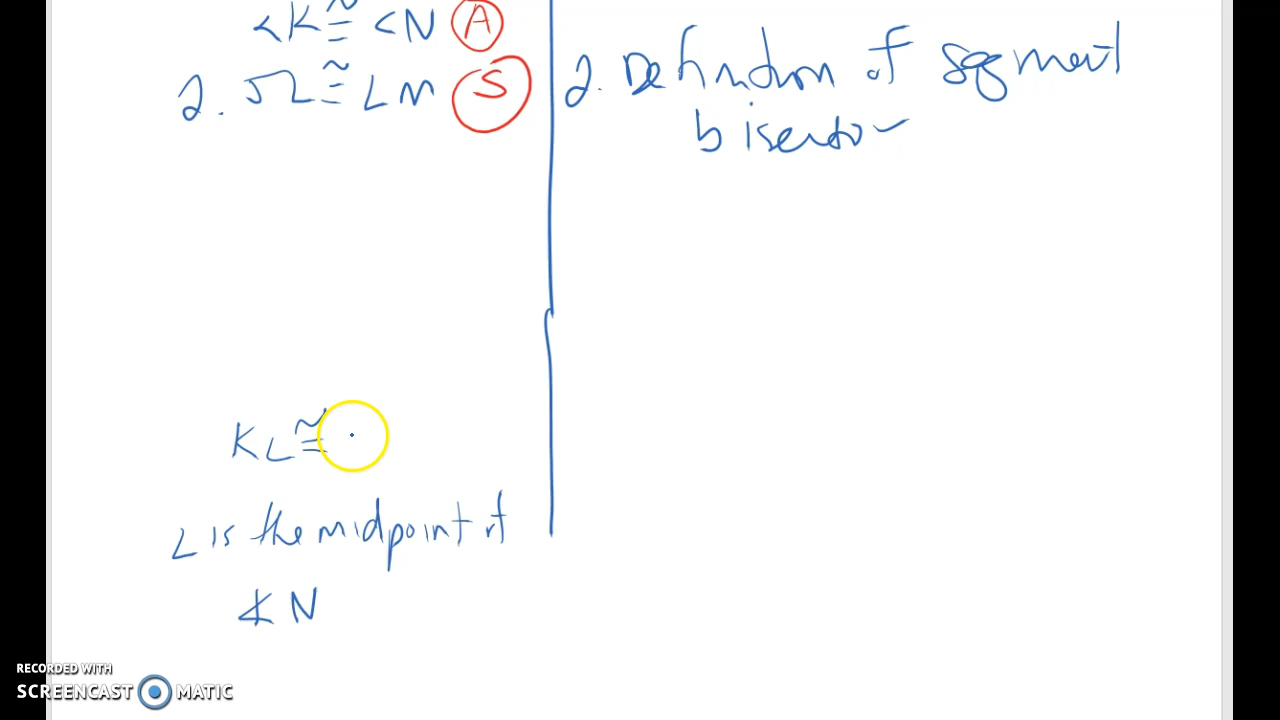 <K ≅ <N A
2. JL ≅ LM S
2. Definition of segment
bisector
KL ≅
L is the midpoint of
KN
RECORDED WITH
SCREENCAST MATIC